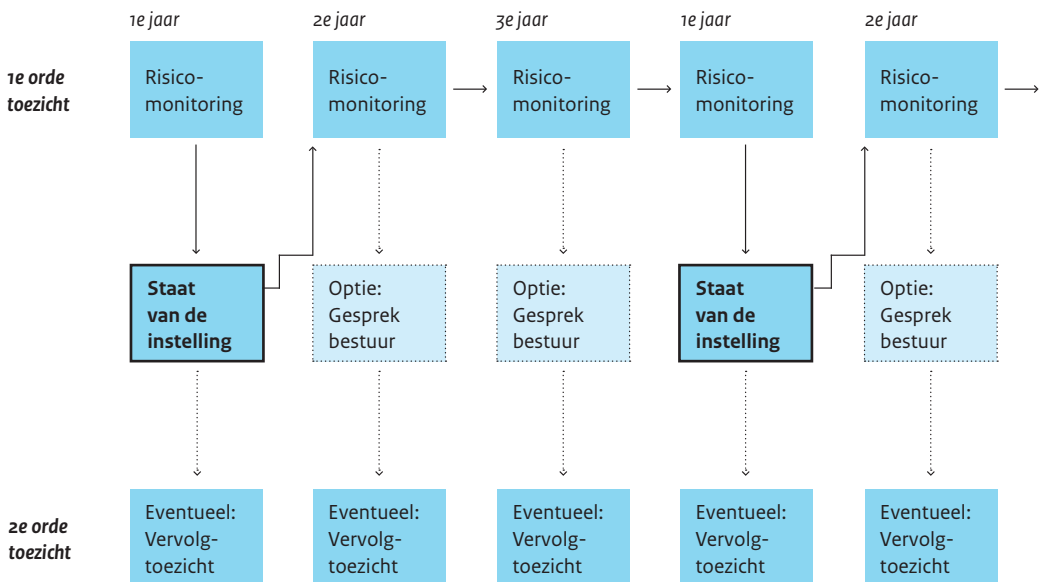 1e jaar
2e jaar
3e jaar
1e jaar
2e jaar
1e orde
toezicht
Risico-
monitoring
Risico-
monitoring
Risico-
monitoring
Risico-
monitoring
Risico-
monitoring
Staat
van de
instelling
Optie:
Gesprek
bestuur
Optie:
Gesprek
bestuur
Staat
van de
instelling
Optie:
Gesprek
bestuur
2e orde
toezicht
Eventueel:
Vervolg-
toezicht
Eventueel:
Vervolg-
toezicht
Eventueel:
Vervolg-
toezicht
Eventueel:
Vervolg-
toezicht
Eventueel:
Vervolg-
toezicht